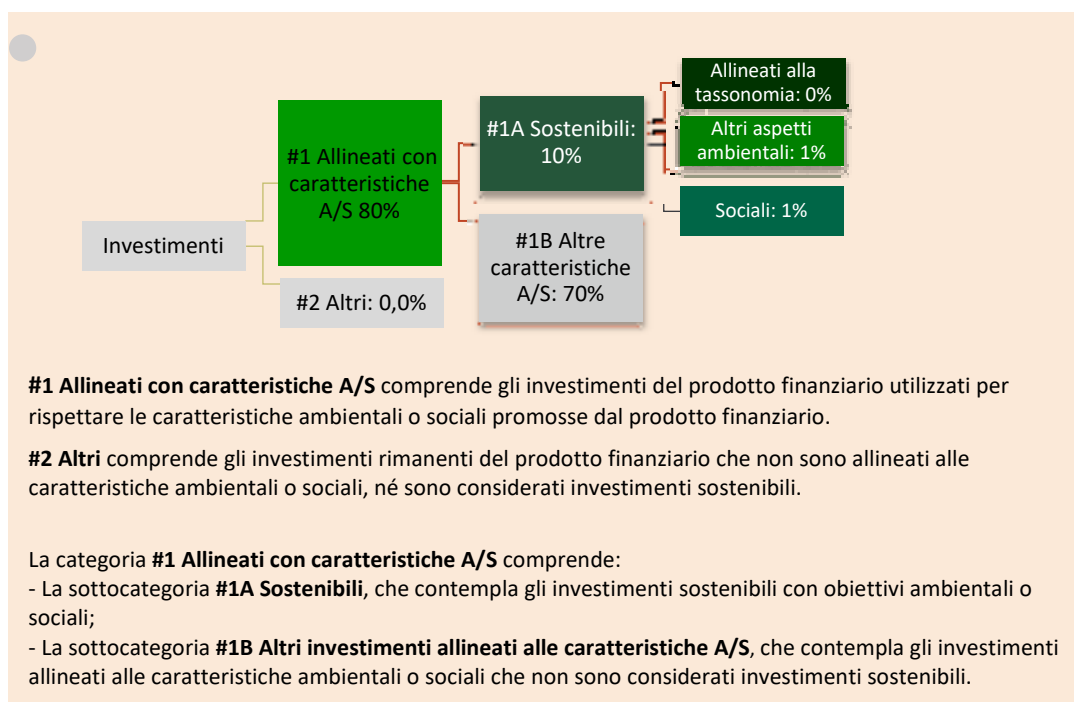 Allineati alla
tassonomia: 0%
#1A Sostenibili:
10%
Altri aspetti
ambientali: 1%
#1 Allineati con
caratteristiche
A/S 80%
Sociali: 1%
Investimenti
#1B Altre
caratteristiche
A/S: 70%
#2 Altri: 0,0%
#1 Allineati con caratteristiche A/S comprende gli investimenti del prodotto finanziario utilizzati per
rispettare le caratteristiche ambientali o sociali promosse dal prodotto finanziario.
#2 Altri comprende gli investimenti rimanenti del prodotto finanziario che non sono allineati alle
caratteristiche ambientali o sociali, né sono considerati investimenti sostenibili.
La categoria #1 Allineati con caratteristiche A/S comprende:
- La sottocategoria #1A Sostenibili, che contempla gli investimenti sostenibili con obiettivi ambientali o
sociali;
- La sottocategoria #1B Altri investimenti allineati alle caratteristiche A/S, che contempla gli investimenti
allineati alle caratteristiche ambientali o sociali che non sono considerati investimenti sostenibili.